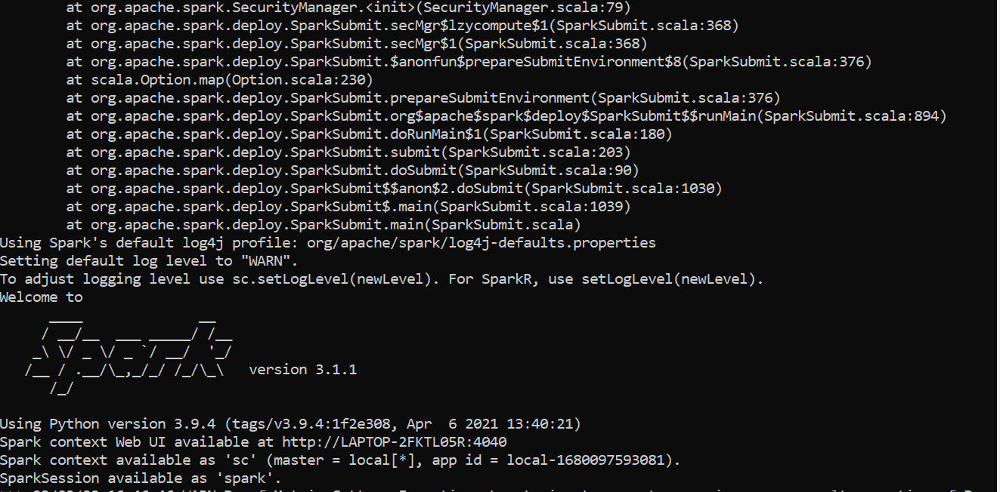 at org.apache.spark.SecurityManager.<init>(SecurityManager.scala:79)
at org.apache.spark.deploy.SparkSubmit.secMgr$lzycompute$1(SparkSubmit.scala:368)
at org.apache.spark.deploy.SparkSubmit.secMgr$1(SparkSubmit.scala:368)
at org.apache.spark.deploy.SparkSubmit.$anonfun$prepareSubmitEnvironment$8(SparkSubmit.scala:376)
at scala.Option.map(Option.scala:230)
at org.apache.spark.deploy.SparkSubmit.prepareSubmitEnvironment(SparkSubmit.scala:376)
at org.apache.spark.deploy.SparkSubmit.org$apache$spark$deploy$SparkSubmit$$runMain(SparkSubmit.scala:894)
at org.apache.spark.deploy.SparkSubmit.doRunMain$1(SparkSubmit.scala:180)
at org.apache.spark.deploy.SparkSubmit.submit(SparkSubmit.scala:203)
at org.apache.spark.deploy.SparkSubmit.doSubmit(SparkSubmit.scala:90)
at org.apache.spark.deploy.SparkSubmit$$anon$2.doSubmit(SparkSubmit.scala:1030)
at org.apache.spark.deploy.SparkSubmit$.main(SparkSubmit.scala:1039)
at org.apache.spark.deploy.SparkSubmit.main(SparkSubmit.scala)
Using Spark's default log4j profile: org/apache/spark/log4j-defaults.properties
Setting default log level to "WARN".
To adjust logging level use sc.setLogLevel(newLevel). For SparkR, use setLogLevel(newLevel).
Welcome to
      ____              __
     / __/__  ___ _____/ /__
    _\ \/ _ \/ _ `/ __/  '_/
   /__ / .__/\_,_/_/ /_/\_\   version 3.1.1
      /_/
Using Python version 3.9.4 (tags/v3.9.4:1f2e308, Apr  6 2021 13:40:21)
Spark context Web UI available at http://LAPTOP-2FKTL05R:4040
Spark context available as 'sc' (master = local[*], app id = local-1680097593081).
SparkSession available as 'spark'.